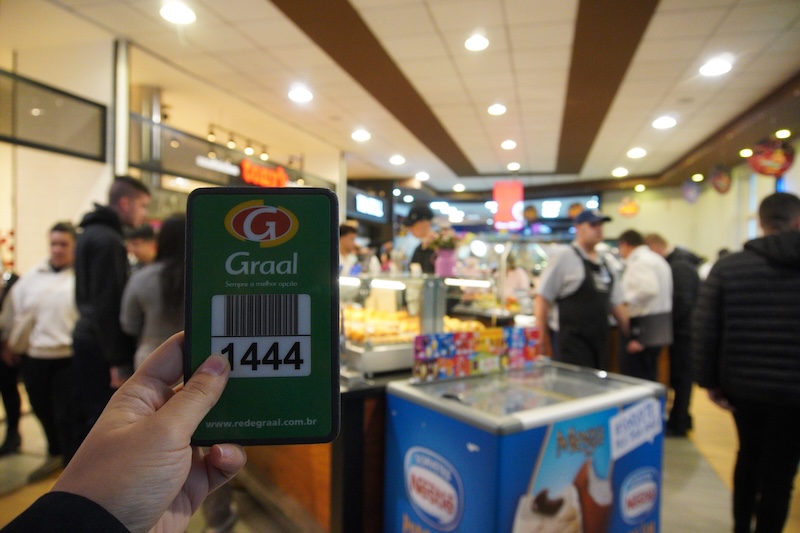 G
Graal
Sempre a melhor opção
1444
www.redegraal.com.br
Nestlé
Nestlé